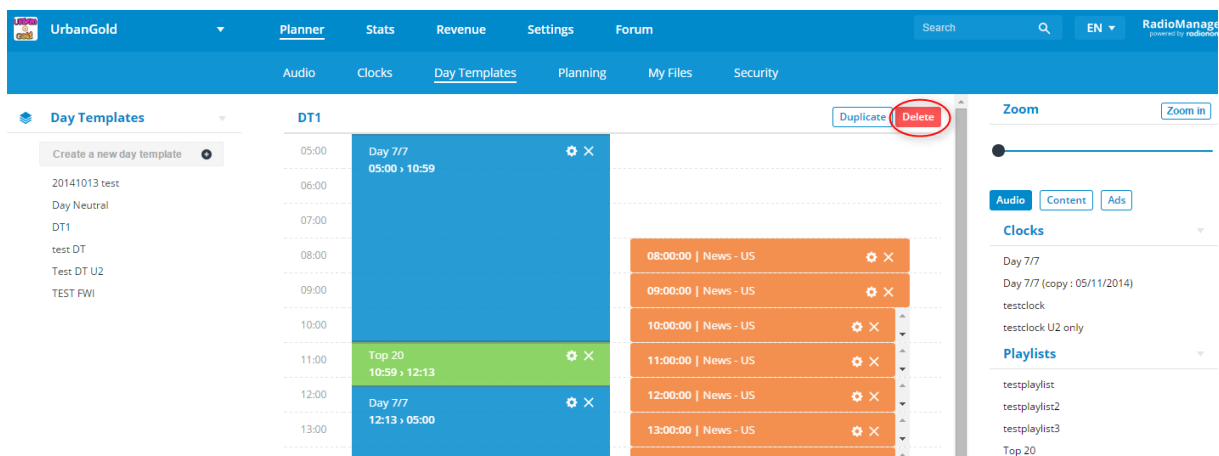 URBAN
Gold
UrbanGold
Planner
Stats
Revenue
Settings
Forum
Search
EN
RadioManage
powered by radionom
Audio
Clocks
Day Templates
Planning
My Files
Security
Day Templates
Create a new day template
20141013 test
Day Neutral
DT1
test DT
Test DT U2
TEST FWI
DT1
Duplicate
Delete
05:00
06:00
07:00
08:00
09:00
10:00
11:00
12:00
13:00
Day 7/7
05:00 › 10:59
Top 20
10:59 › 12:13
Day 7/7
12:13 › 05:00
08:00:00 | News - US
09:00:00 | News - US
10:00:00 | News - US
11:00:00 | News - US
12:00:00 | News - US
13:00:00 | News - US
Zoom
Zoom in
Audio
Content
Ads
Clocks
Day 7/7
Day 7/7 (copy : 05/11/2014)
testclock
testclock U2 only
Playlists
testplaylist
testplaylist2
testplaylist3
Top 20